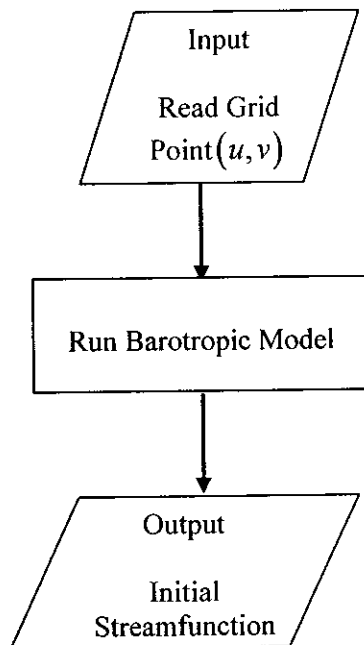 Input
Read Grid
Point(u,v)
Run Barotropic Model
Output
Initial
Streamfunction